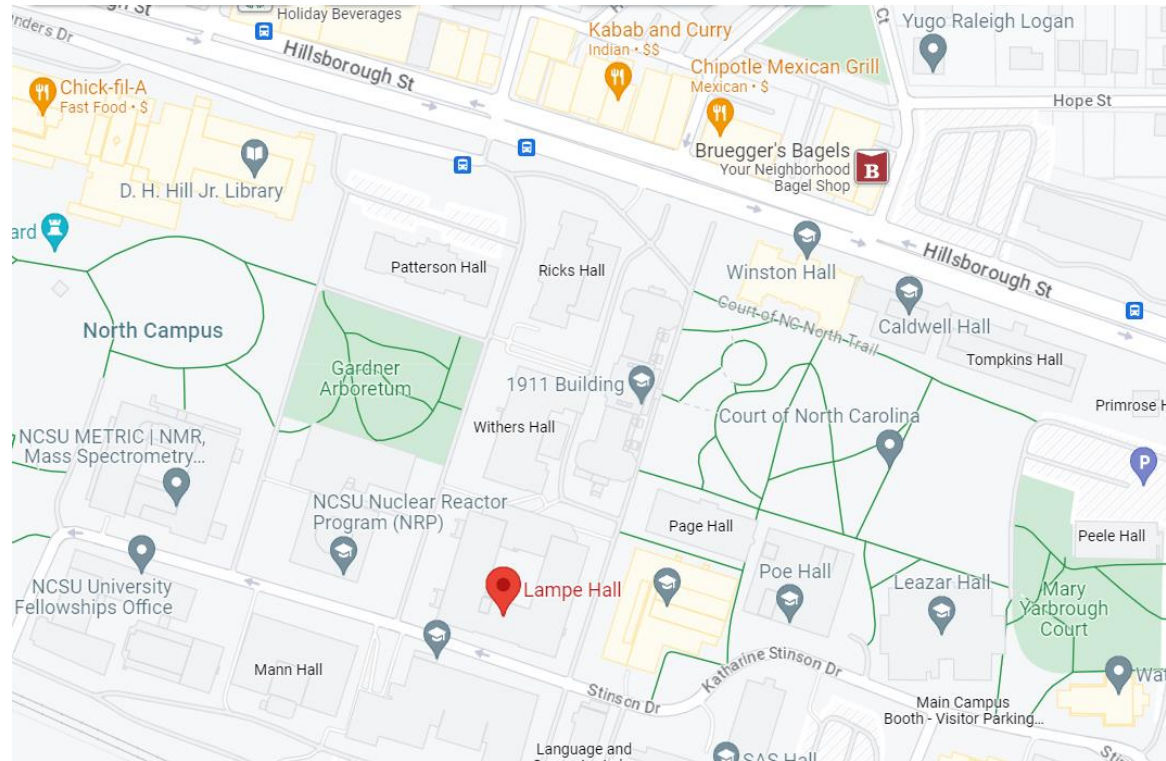 Holiday Beverages
Hillsborough St
Kabab and Curry
Indian • $$
Yugo Raleigh Logan
Ct
Chipotle Mexican Grill
Mexican • $
Chick-fil-A
Fast Food • $
Hope St
Bruegger's Bagels
Your Neighborhood
Bagel Shop
B
D. H. Hill Jr. Library
Patterson Hall
Ricks Hall
Winston Hall
Hillsborough St
Court of NC North Trail
Caldwell Hall
North Campus
Tompkins Hall
Gardner
Arboretum
1911 Building
Court of North Carolina
Withers Hall
NCSU METRIC | NMR,
Mass Spectrometry...
P
NCSU Nuclear Reactor
Program (NRP)
Page Hall
Peele Hall
NCSU University
Fellowships Office
Lampe Hall
Poe Hall
Leazar Hall
Mary
Yarbrough
Court
Mann Hall
Katharine Stinson Dr
Stinson Dr
Main Campus
Booth - Visitor Parking...
Language and
SAS Hall